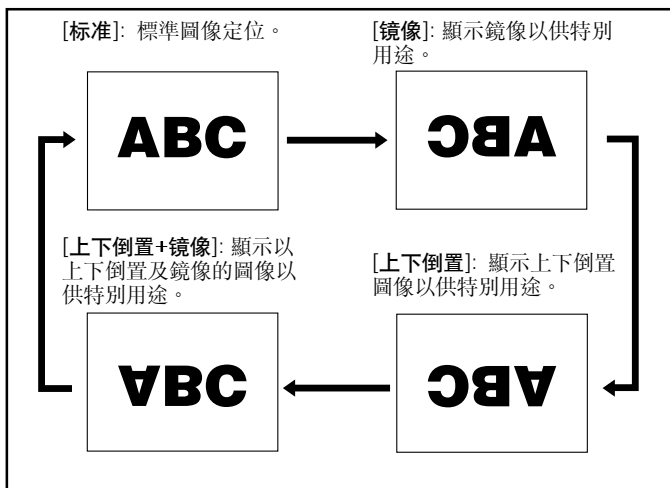 [标准]: 標準圖像定位。
[镜像]: 顯示鏡像以供特別
用途。
ABC
ABC
[上下倒置+镜像]: 顯示以
上下倒置及鏡像的圖像以
供特別用途。
[上下倒置]: 顯示上下倒置
圖像以供特別用途。
ABC
ABC